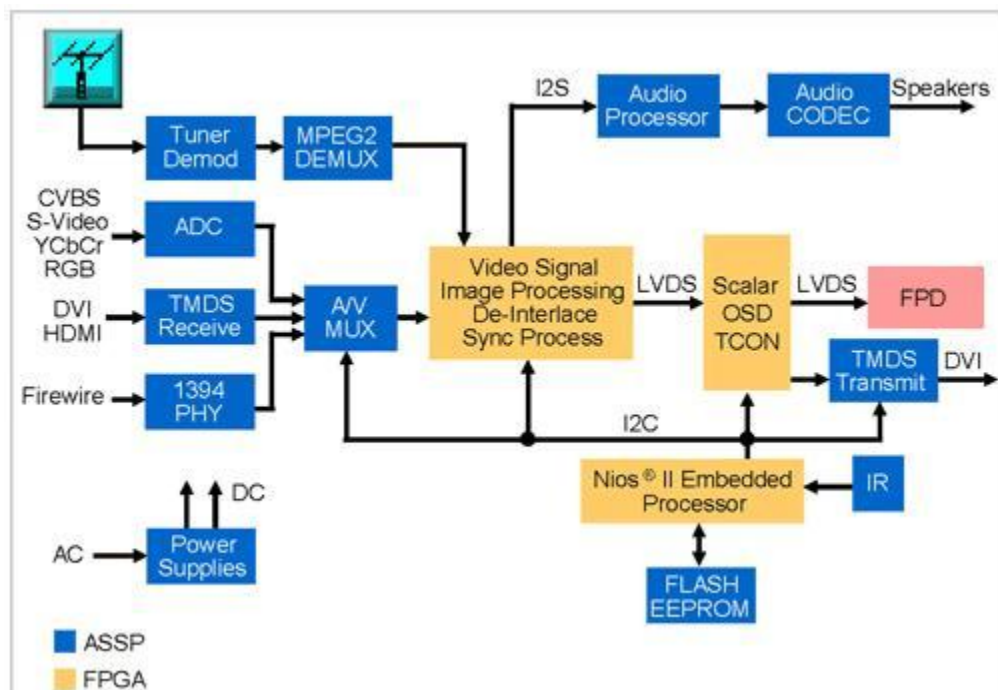 I2S
Audio
Processor
Audio
CODEC
Speakers
Tuner
Demod
MPEG2
DEMUX
CVBS
S-Video
YCbCr
RGB
ADC
DVI
HDMI
TMDS
Receive
A/V
MUX
Video Signal
Image Processing
De-Interlace
Sync Process
LVDS
Scalar
OSD
TCON
LVDS
FPD
TMDS
Transmit
DVI
Firewire
1394
PHY
I2C
Nios® II Embedded
Processor
IR
DC
AC
Power
Supplies
FLASH
EEPROM
ASSP
FPGA